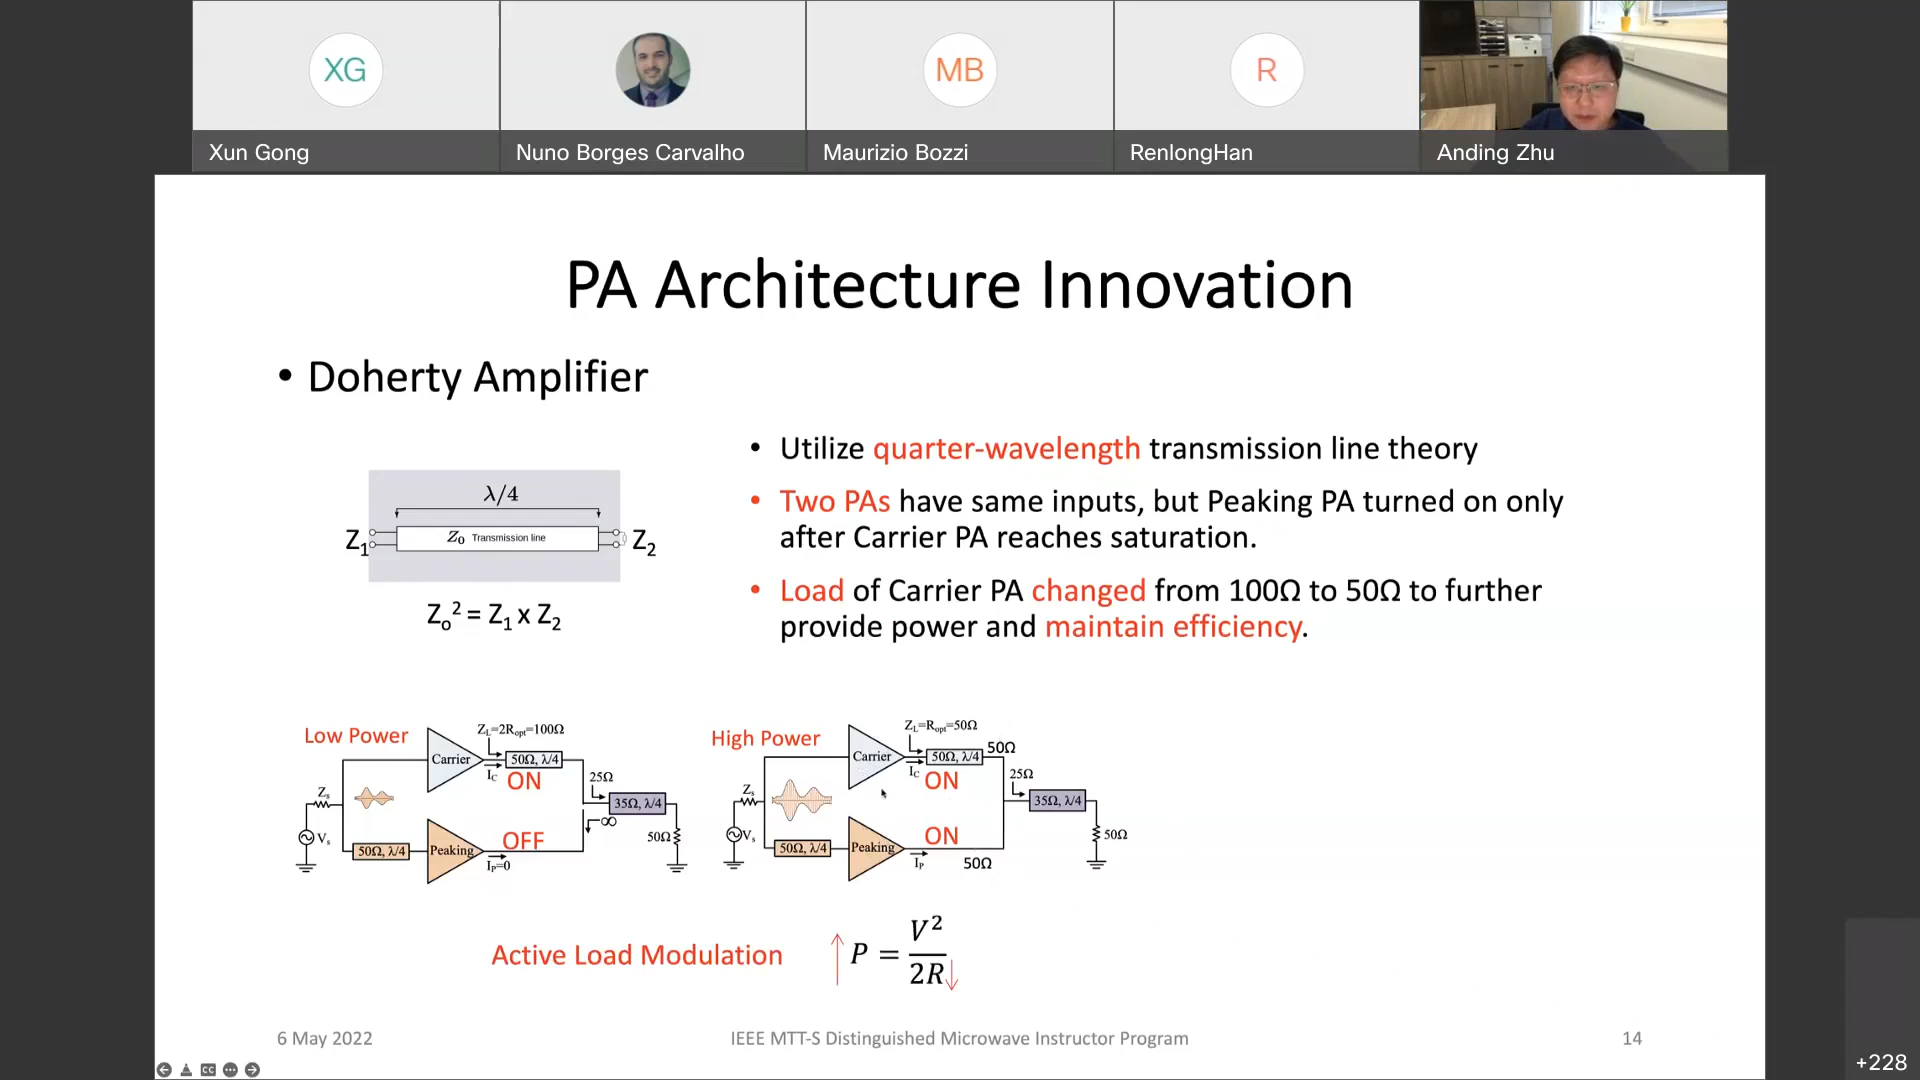 XG
MB
R
Xun Gong
Nuno Borges Carvalho
Maurizio Bozzi
RenlongHan
Anding Zhu
PA Architecture Innovation
• Doherty Amplifier
λ/4
Z1
Z0 Transmission line
Z2
Zo² = Z1 x Z2
• Utilize quarter-wavelength transmission line theory
• Two PAs have same inputs, but Peaking PA turned on only
after Carrier PA reaches saturation.
• Load of Carrier PA changed from 100Ω to 50Ω to further
provide power and maintain efficiency.
Low Power
ZL=2Ropt=100Ω
Carrier
50Ω, λ/4
IC
ON
25Ω
Zs
35Ω, λ/4
∞
Vs
50Ω
OFF
50Ω, λ/4
Peaking
IP=0
High Power
ZL=Ropt=50Ω
50Ω
Carrier
50Ω, λ/4
IC
ON
25Ω
Zs
35Ω, λ/4
Vs
50Ω
ON
50Ω, λ/4
Peaking
IP
50Ω
Active Load Modulation
↑ P = V² / 2R ↓
6 May 2022
IEEE MTT-S Distinguished Microwave Instructor Program
14
CC
+228